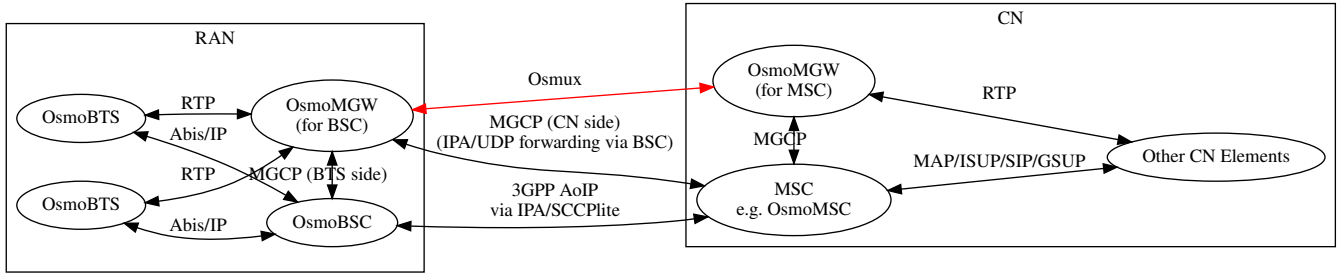 RAN
CN
OsmoBTS
RTP
OsmoMGW
(for BSC)
Osmux
OsmoMGW
(for MSC)
RTP
Abis/IP
MGCP (CN side)
(IPA/UDP forwarding via BSC)
MGCP
Other CN Elements
RTP
MGCP (BTS side)
MAP/ISUP/SIP/GSUP
OsmoBTS
Abis/IP
OsmoBSC
3GPP AoIP
via IPA/SCCPlite
MSC
e.g. OsmoMSC